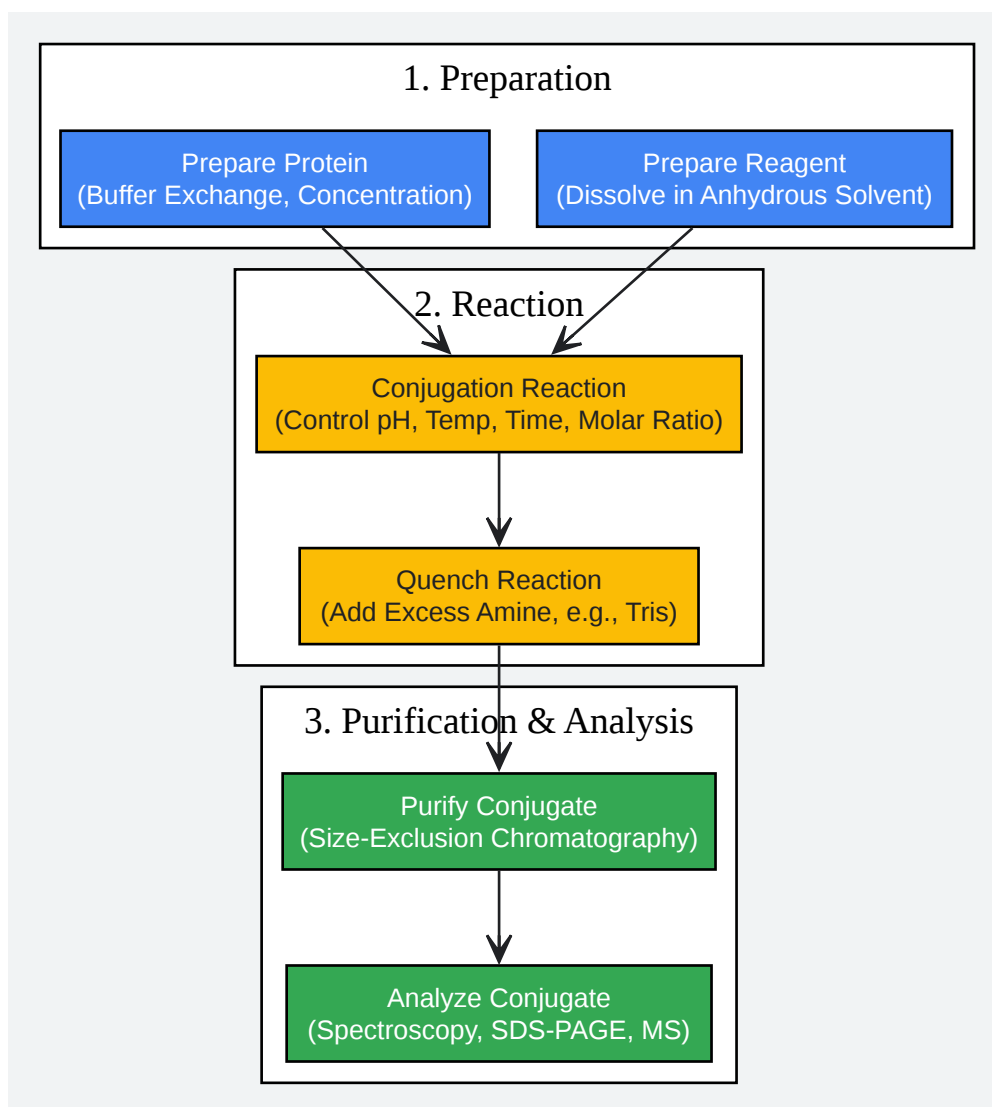 1. Preparation
Prepare Protein
(Buffer Exchange, Concentration)
Prepare Reagent
(Dissolve in Anhydrous Solvent)
2. Reaction
Conjugation Reaction
(Control pH, Temp, Time, Molar Ratio)
Quench Reaction
(Add Excess Amine, e.g., Tris)
3. Purification & Analysis
Purify Conjugate
(Size-Exclusion Chromatography)
Analyze Conjugate
(Spectroscopy, SDS-PAGE, MS)